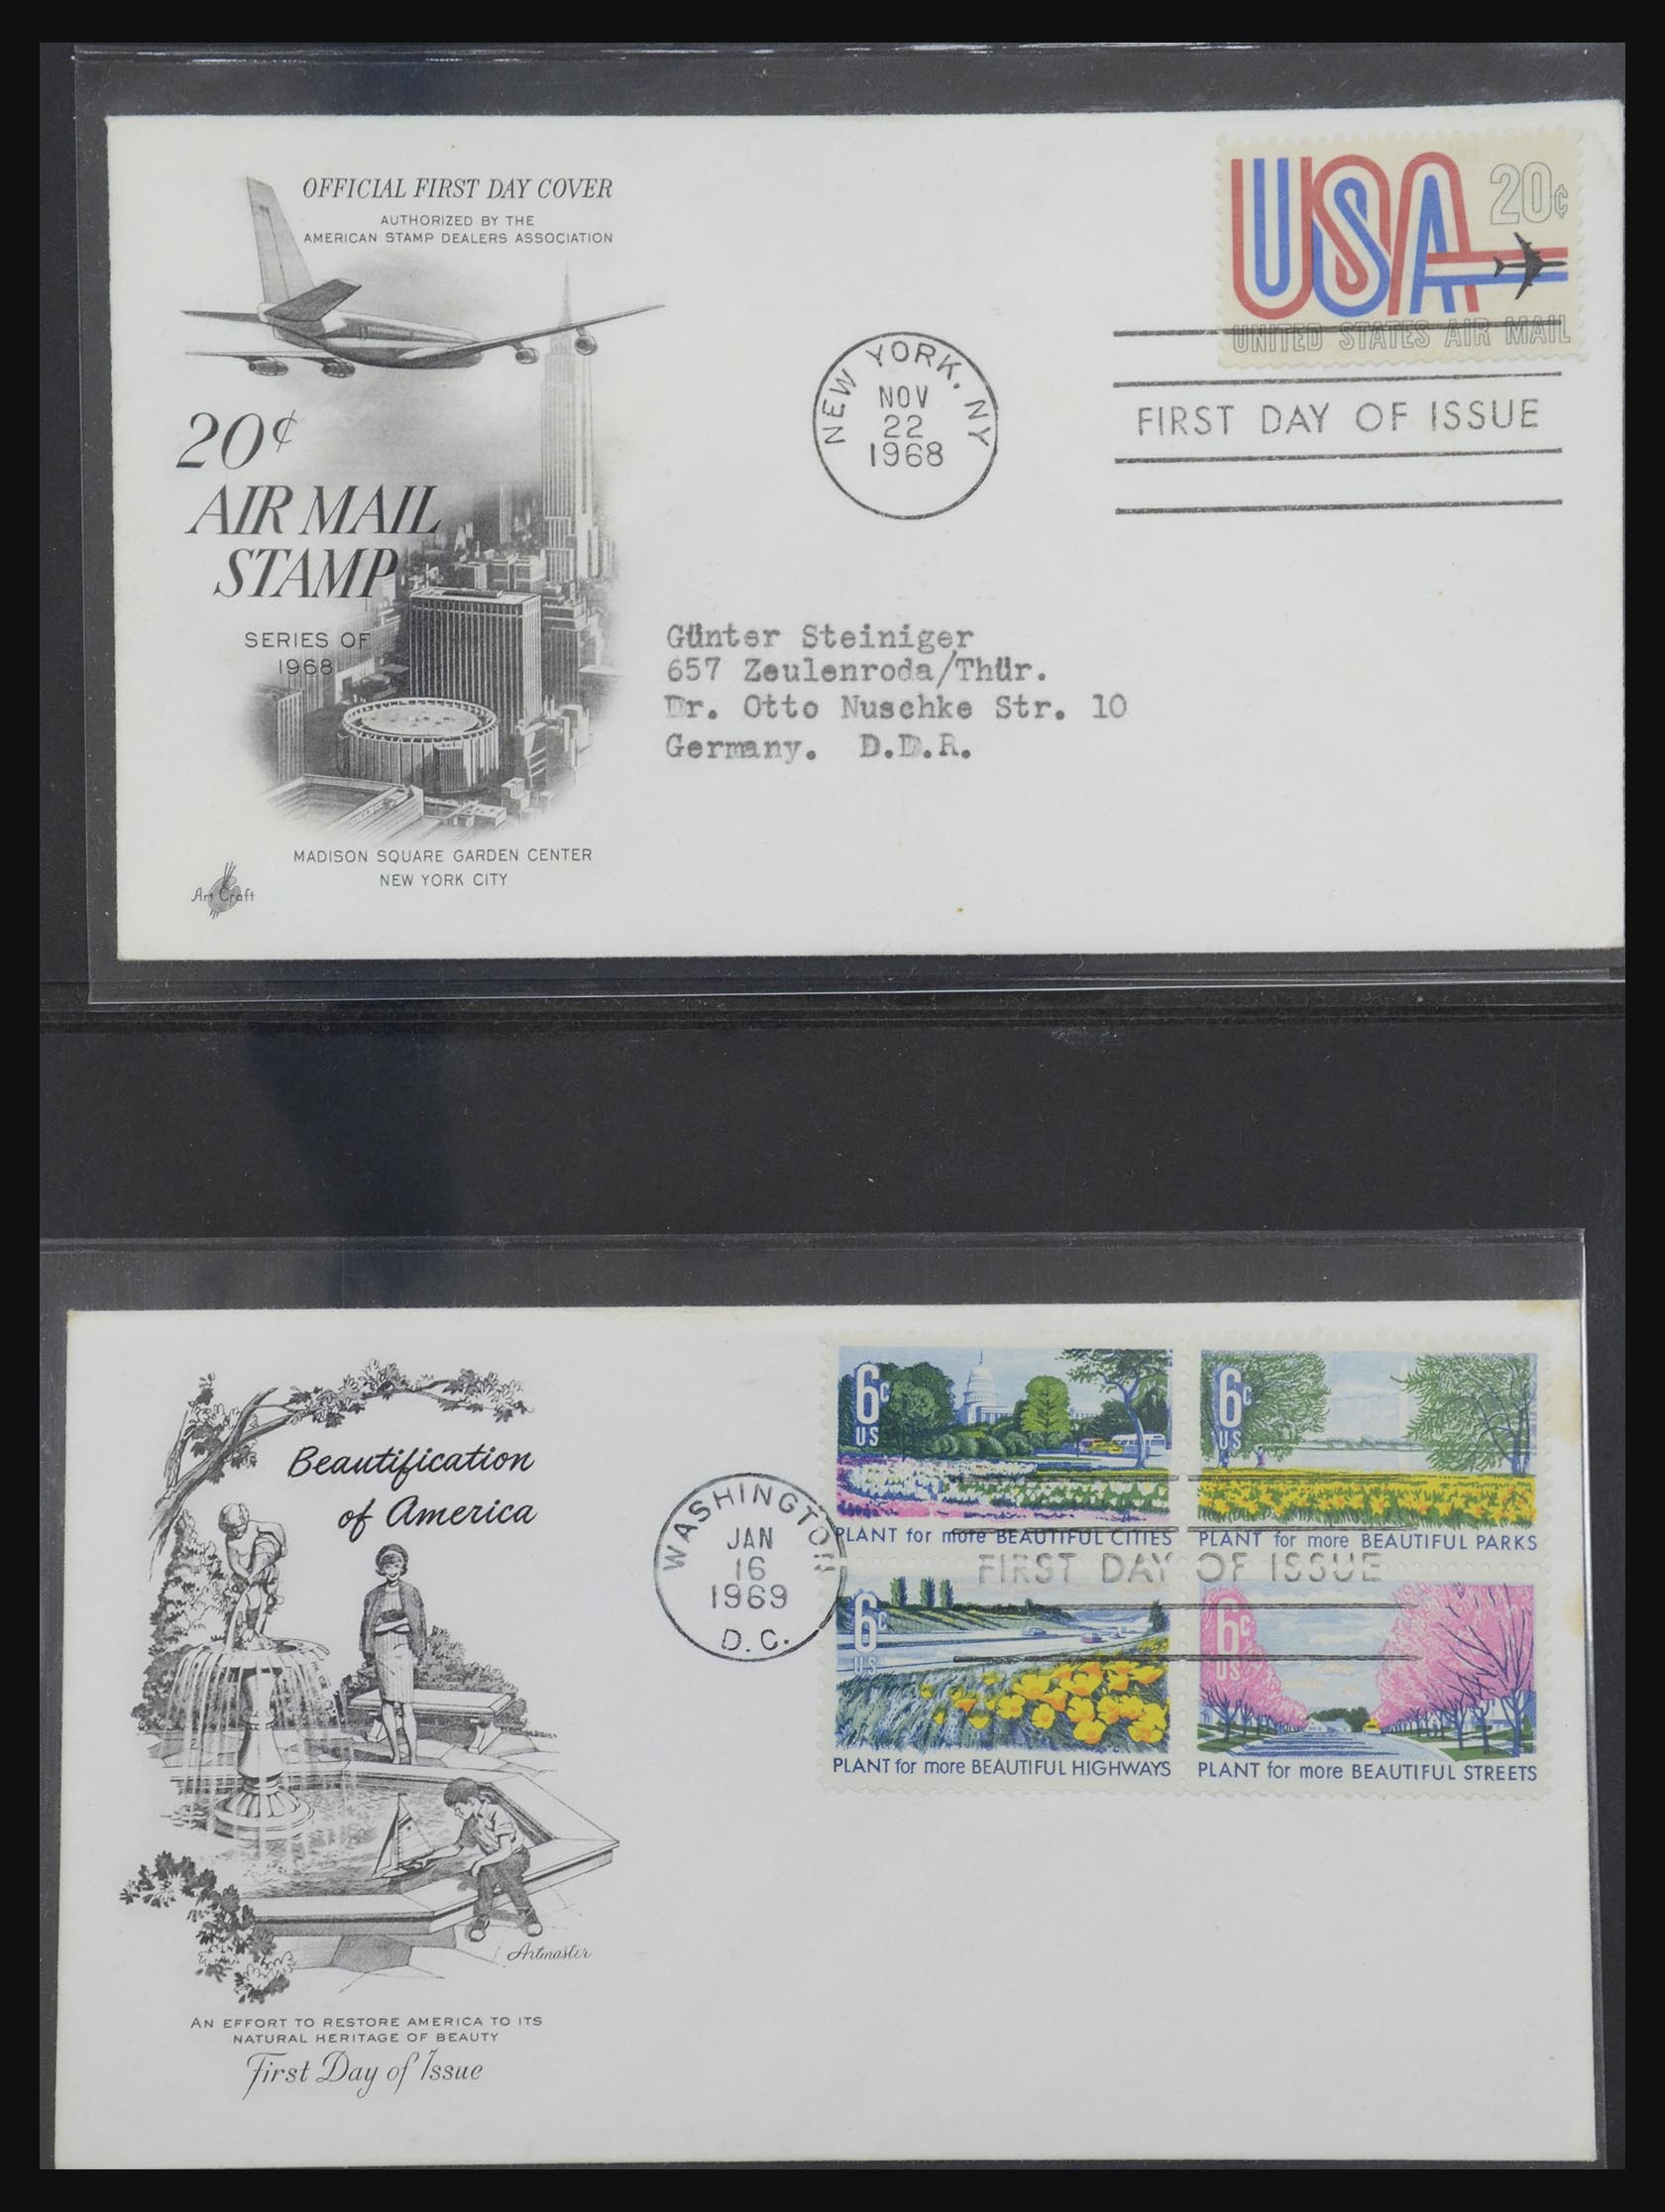 OFFICIAL FIRST DAY COVER
AUTHORIZED BY THE
AMERICAN STAMP DEALERS ASSOCIATION
20¢
AIR MAIL
STAMP
SERIES OF
1968
MADISON SQUARE GARDEN CENTER
NEW YORK CITY
Art Craft
NEW YORK, NY
NOV
22
1968
USA 20¢
UNITED STATES AIR MAIL
FIRST DAY OF ISSUE
Günter Steiniger
657 Zeulenroda/Thür.
Dr. Otto Nuschke Str. 10
Germany. D.D.R.
Beautification
of America
Artmaster
AN EFFORT TO RESTORE AMERICA TO ITS
NATURAL HERITAGE OF BEAUTY
First Day of Issue
WASHINGTON
JAN
16
1969
D.C.
6c
US
PLANT for more BEAUTIFUL CITIES
6c
US
PLANT for more BEAUTIFUL PARKS
FIRST DAY OF ISSUE
6c
US
PLANT for more BEAUTIFUL HIGHWAYS
6c
US
PLANT for more BEAUTIFUL STREETS